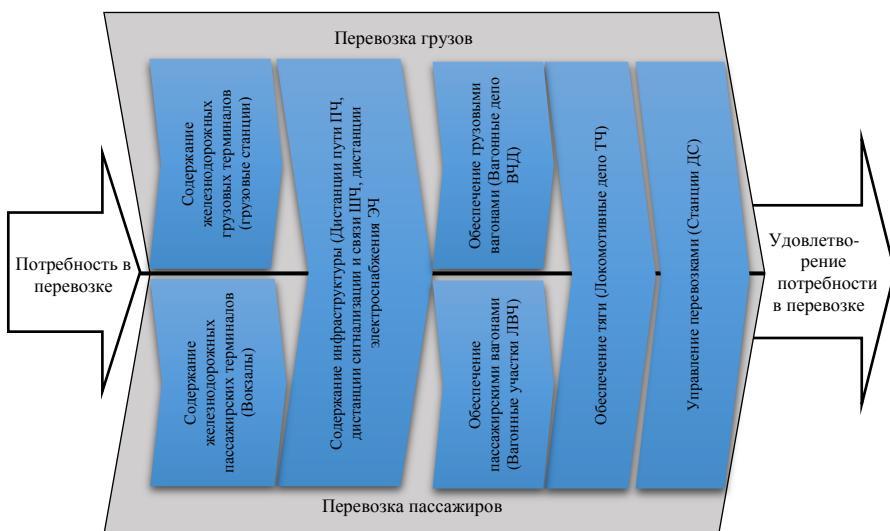 Перевозка грузов
Потребность в
перевозке
Содержание
железнодорожных
грузовых терминалов
(грузовые станции)
Содержание
железнодорожных
пассажирских терминалов
(Вокзалы)
Содержание инфраструктуры (Дистанции пути ПЧ,
дистанции сигнализации и связи ШЧ, дистанции
электроснабжения ЭЧ
Обеспечение грузовыми
вагонами (Вагонные депо
ВЧД)
Обеспечение
пассажирскими вагонами
(Вагонные участки ЛВЧ)
Обеспечение тяги (Локомотивные депо ТЧ)
Управление перевозками (Станции ДС)
Удовлетво-
рение
потребности
в перевозке
Перевозка пассажиров